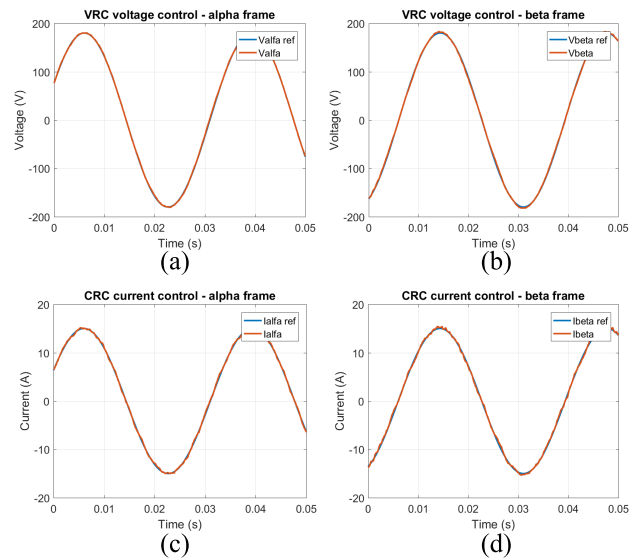 VRC voltage control - alpha frame
Valfa ref
Valfa
Voltage (V)
200
100
0
-100
-200
0
0.01
0.02
0.03
0.04
0.05
Time (s)
(a)
VRC voltage control - beta frame
Vbeta ref
Vbeta
Voltage (V)
200
100
0
-100
-200
0
0.01
0.02
0.03
0.04
0.05
Time (s)
(b)
CRC current control - alpha frame
Ialfa ref
Ialfa
Current (A)
20
10
0
-10
-20
0
0.01
0.02
0.03
0.04
0.05
Time (s)
(c)
CRC current control - beta frame
Ibeta ref
Ibeta
Current (A)
20
10
0
-10
-20
0
0.01
0.02
0.03
0.04
0.05
Time (s)
(d)